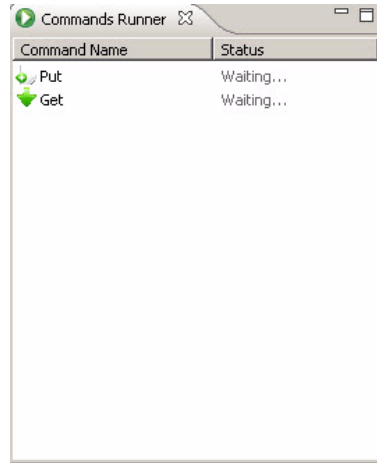 Commands Runner
Command Name Status
Put Waiting...
Get Waiting...